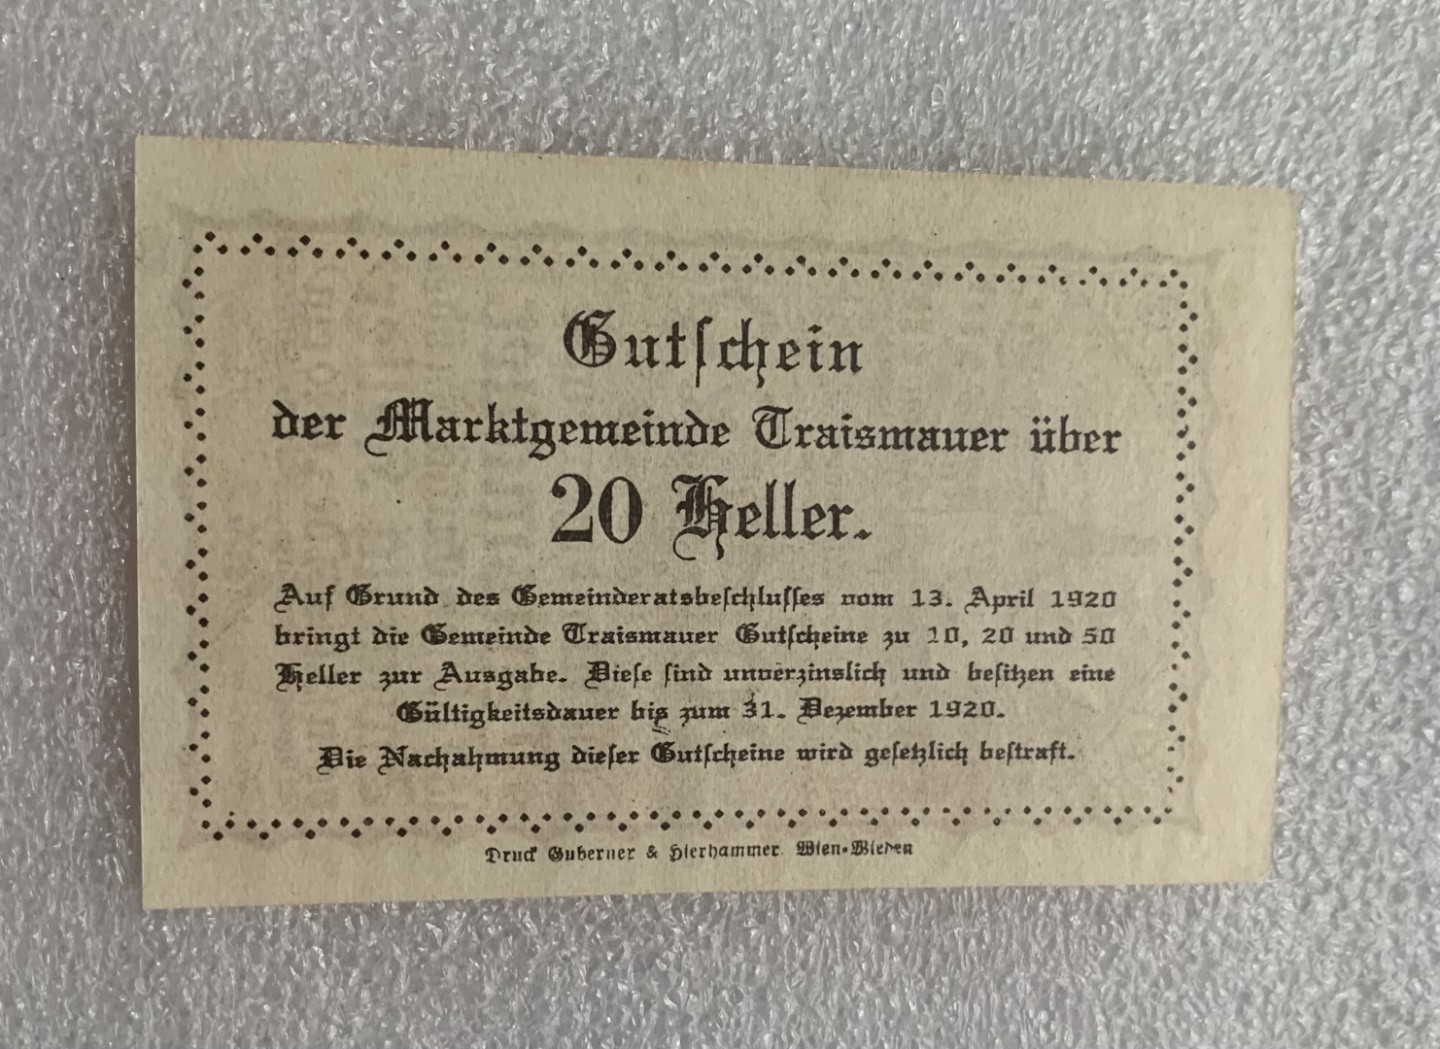 Gutschein
der Marktgemeinde Traismauer über
20 Heller.
Auf Grund des Gemeinderatsbeschlusses vom 13. April 1920
bringt die Gemeinde Traismauer Gutscheine zu 10, 20 und 50
Heller zur Ausgabe. Diese sind unverzinslich und besitzen eine
Gültigkeitsdauer bis zum 31. Dezember 1920.
Die Nachahmung dieser Gutscheine wird gesetzlich bestraft.
Druck Guberner & Hierhammer Wien-Wieden